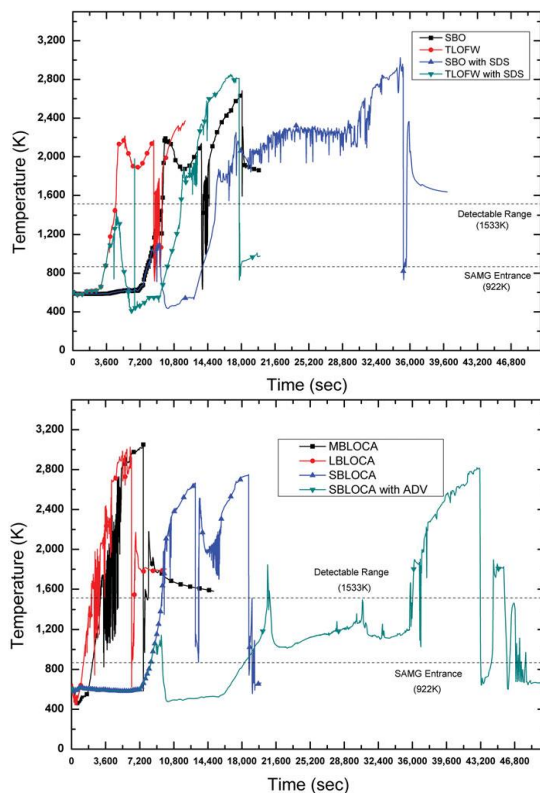 3,200
2,800
2,400
2,000
1,600
1,200
800
400
Temperature (K)
SBO
TLOFW
SBO with SDS
TLOFW with SDS
Detectable Range
(1533K)
SAMG Entrance
(922K)
0 3,600 7,200 10,800 14,400 18,000 21,600 25,200 28,800 32,400 36,000 39,600 43,200 46,800
Time (sec)
3,200
2,800
2,400
2,000
1,600
1,200
800
400
Temperature (K)
MBLOCA
LBLOCA
SBLOCA
SBLOCA with ADV
Detectable Range
(1533K)
SAMG Entrance
(922K)
0 3,600 7,200 10,800 14,400 18,000 21,600 25,200 28,800 32,400 36,000 39,600 43,200 46,800
Time (sec)